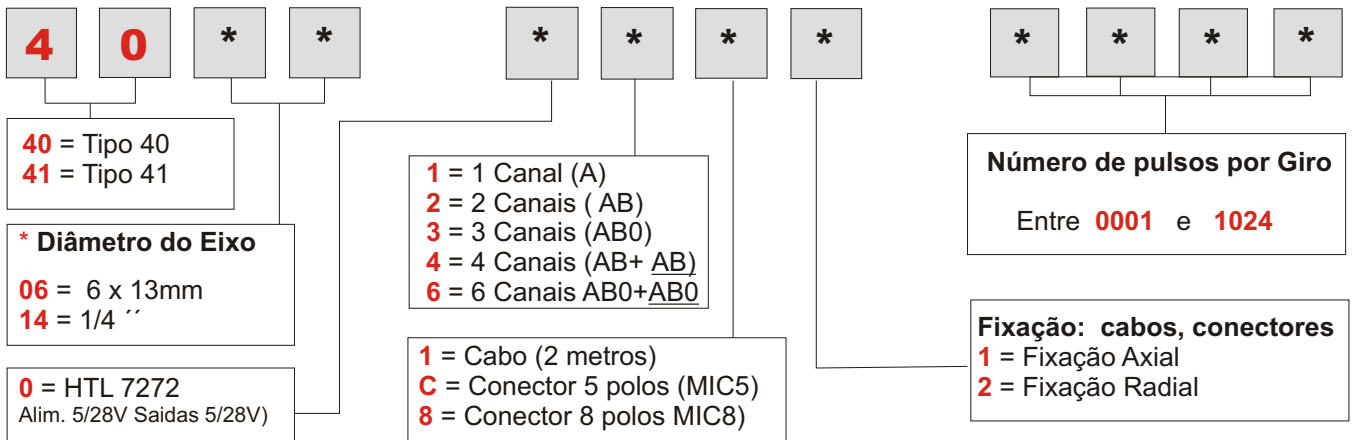 4 0 * * * * * * * * * *
40 = Tipo 40
41 = Tipo 41
* Diâmetro do Eixo
06 = 6 x 13mm
14 = 1/4 ´´
0 = HTL 7272
Alim. 5/28V Saidas 5/28V)
1 = 1 Canal (A)
2 = 2 Canais ( AB)
3 = 3 Canais (AB0)
4 = 4 Canais (AB+ AB)
6 = 6 Canais AB0+AB0
1 = Cabo (2 metros)
C = Conector 5 polos (MIC5)
8 = Conector 8 polos MIC8)
Número de pulsos por Giro
Entre 0001 e 1024
Fixação: cabos, conectores
1 = Fixação Axial
2 = Fixação Radial